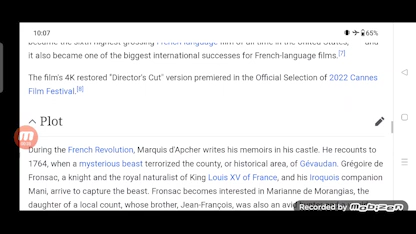 10:07
65%
became the sixth-highest-grossing French-language film of all time in the United States, and
it also became one of the biggest international successes for French-language films.[7]
The film's 4K restored "Director's Cut" version premiered in the Official Selection of 2022 Cannes
Film Festival.[8]
Plot
During the French Revolution, Marquis d'Apcher writes his memoirs in his castle. He recounts to
1764, when a mysterious beast terrorized the county, or historical area, of Gévaudan. Grégoire de
Fronsac, a knight and the royal naturalist of King Louis XV of France, and his Iroquois companion
Mani, arrive to capture the beast. Fronsac becomes interested in Marianne de Morangias, the
daughter of a local count, whose brother, Jean-François, was also an avid
Recorded by Mobizen